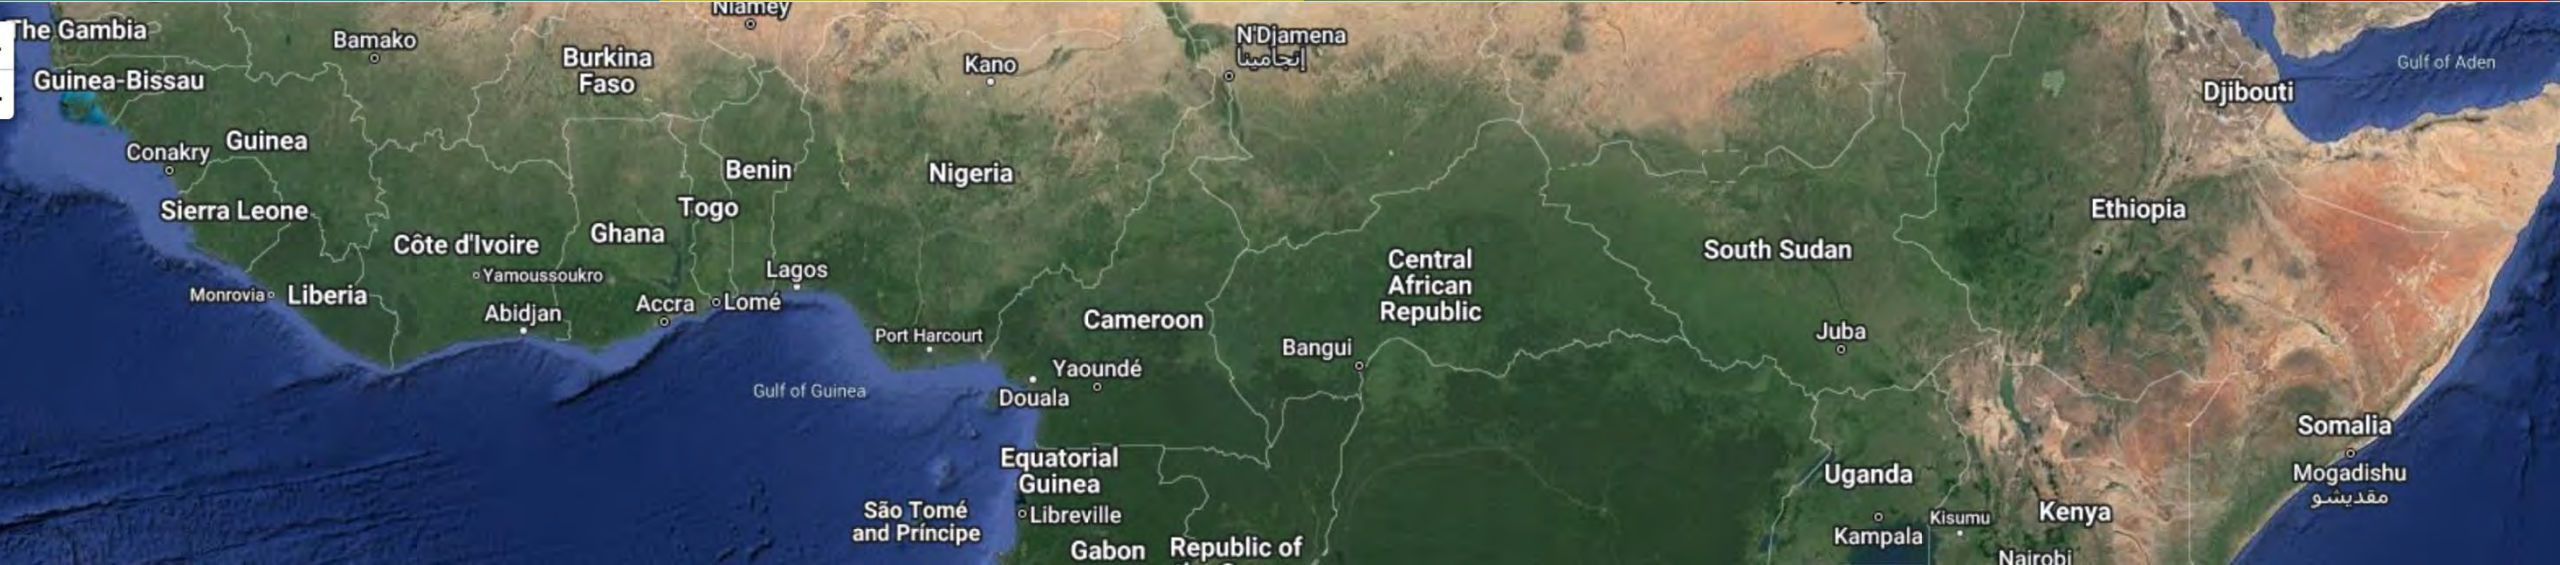 The Gambia
Bamako
Niamey
Burkina
Faso
Guinea-Bissau
Kano
N'Djamena
إنجامينا
Gulf of Aden
Djibouti
Conakry
Guinea
Benin
Nigeria
Sierra Leone
Togo
Ethiopia
Côte d'Ivoire
Ghana
South Sudan
Yamoussoukro
Lagos
Central
African
Republic
Monrovia
Liberia
Abidjan
Accra
Lomé
Port Harcourt
Cameroon
Juba
Bangui
Yaoundé
Gulf of Guinea
Douala
Somalia
Equatorial
Guinea
Uganda
Mogadishu
مقديشو
São Tomé
and Príncipe
Libreville
Kampala
Kisumu
Kenya
Gabon
Republic of
Nairobi